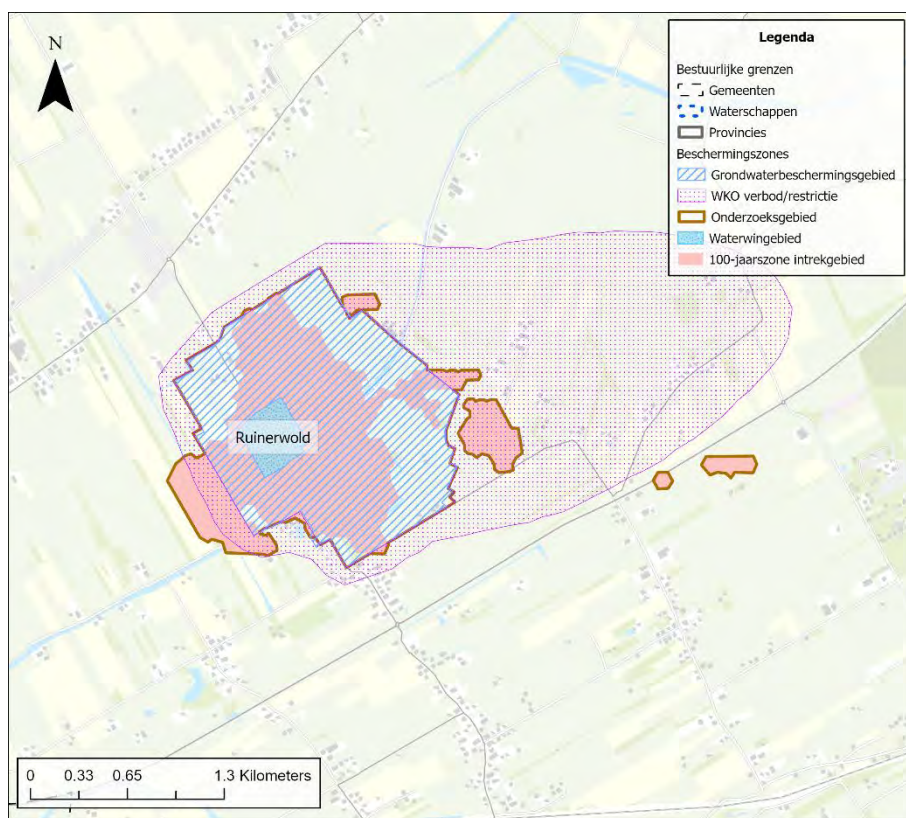 N
Legenda
Bestuurlijke grenzen
Gemeenten
Waterschappen
Provincies
Beschermingszones
Grondwaterbeschermingsgebied
WKO verbod/restrictie
Onderzoeksgebied
Waterwingebied
100-jaarszone intrekgebied
Ruinerwold
0 0.33 0.65 1.3 Kilometers